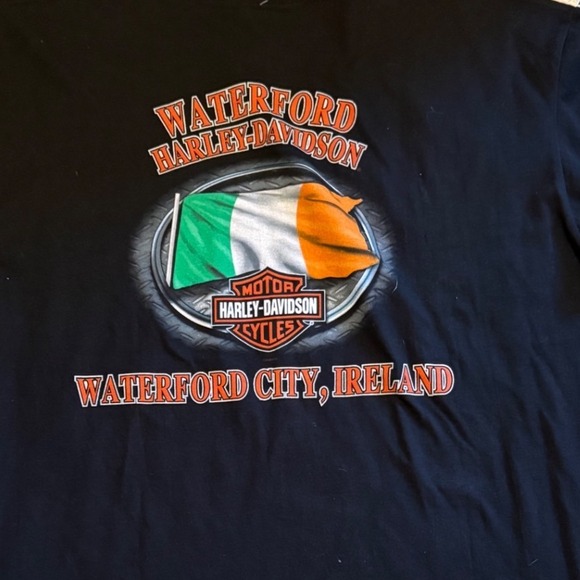 WATERFORD
HARLEY-DAVIDSON
MOTOR
HARLEY-DAVIDSON
CYCLES
WATERFORD CITY, IRELAND